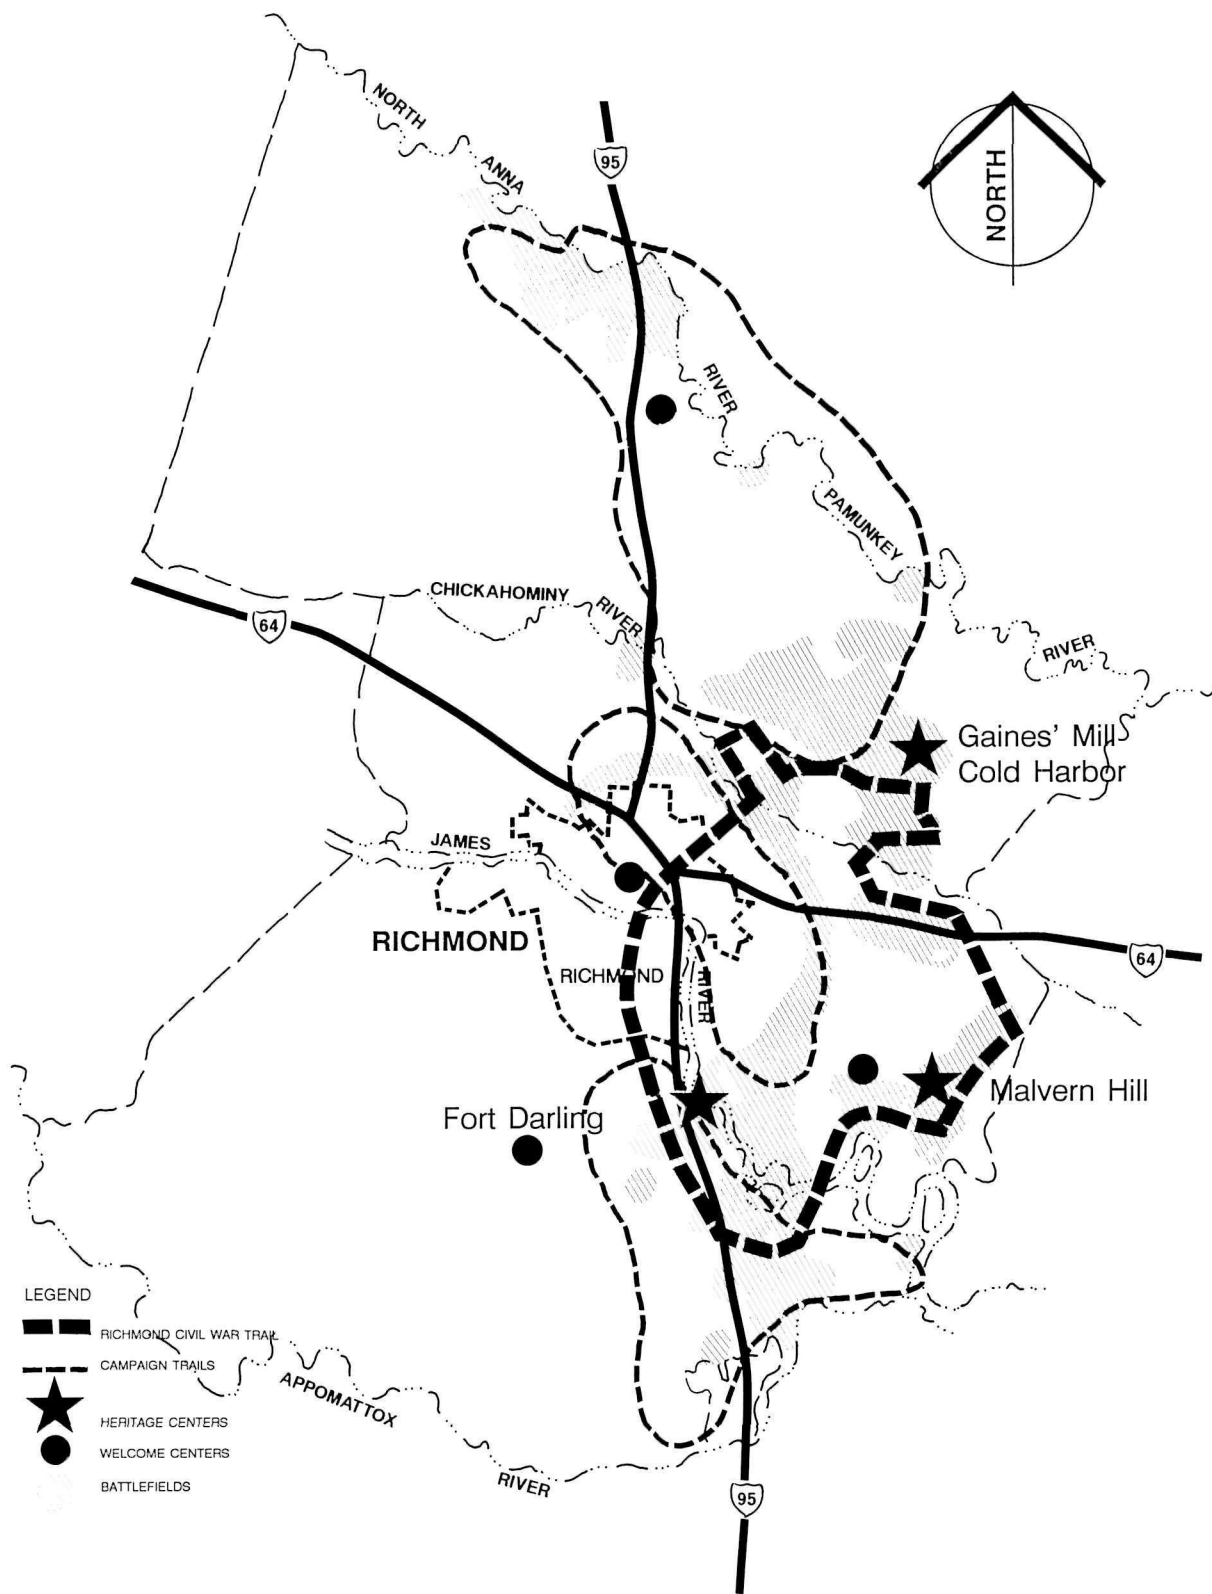 NORTH
ANNA
RIVER
95
NORTH
PAMUNKEY
RIVER
CHICKAHOMINY
RIVER
64
Gaines' Mill
Cold Harbor
JAMES
RIVER
RICHMOND
RICHMOND
64
Malvern Hill
Fort Darling
LEGEND
RICHMOND CIVIL WAR TRAIL
CAMPAIGN TRAILS
HERITAGE CENTERS
WELCOME CENTERS
BATTLEFIELDS
APPOMATTOX
RIVER
95